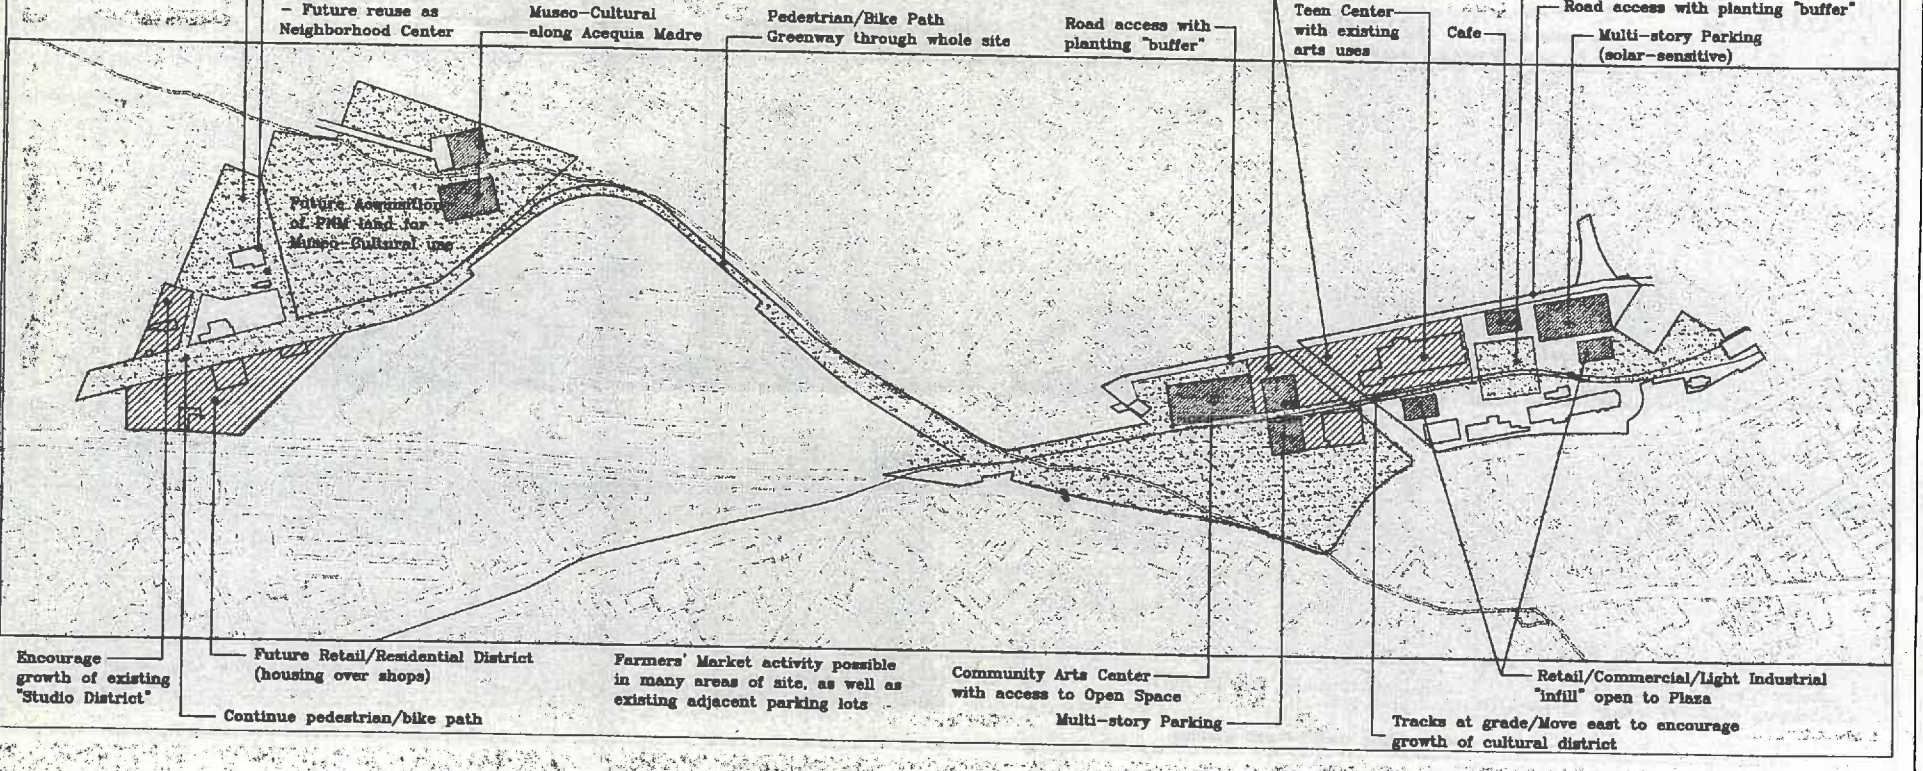 - Future reuse as
Neighborhood Center
Museo-Cultural
along Acequia Madre
Pedestrian/Bike Path
Greenway through whole site
Road access with
planting "buffer"
Teen Center
with existing
arts uses
Cafe
Road access with planting "buffer"
Multi-story Parking
(solar-sensitive)
Future Acquisition
of PNM land for
Museo-Cultural use
Encourage
growth of existing
"Studio District"
Future Retail/Residential District
(housing over shops)
Continue pedestrian/bike path
Farmers' Market activity possible
in many areas of site, as well as
existing adjacent parking lots
Community Arts Center
with access to Open Space
Multi-story Parking
Retail/Commercial/Light Industrial
"infill" open to Plaza
Tracks at grade/Move east to encourage
growth of cultural district